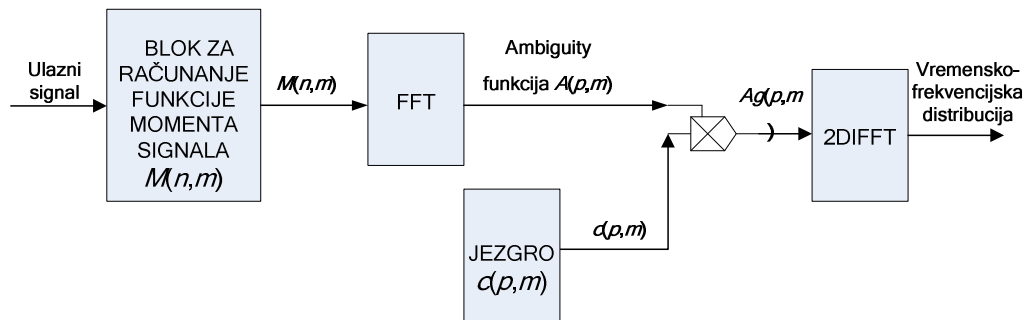 Ulazni
signal
BLOK ZA
RAČUNANJE
FUNKCIJE
MOMENTA
SIGNALA
M(n,m)
M(n,m)
FFT
Ambiguity
funkcija A(p,m)
JEZGRO
c(p,m)
c(p,m)
Ag(p,m
)
2DIFFT
Vremensko-
frekvencijska
distribucija